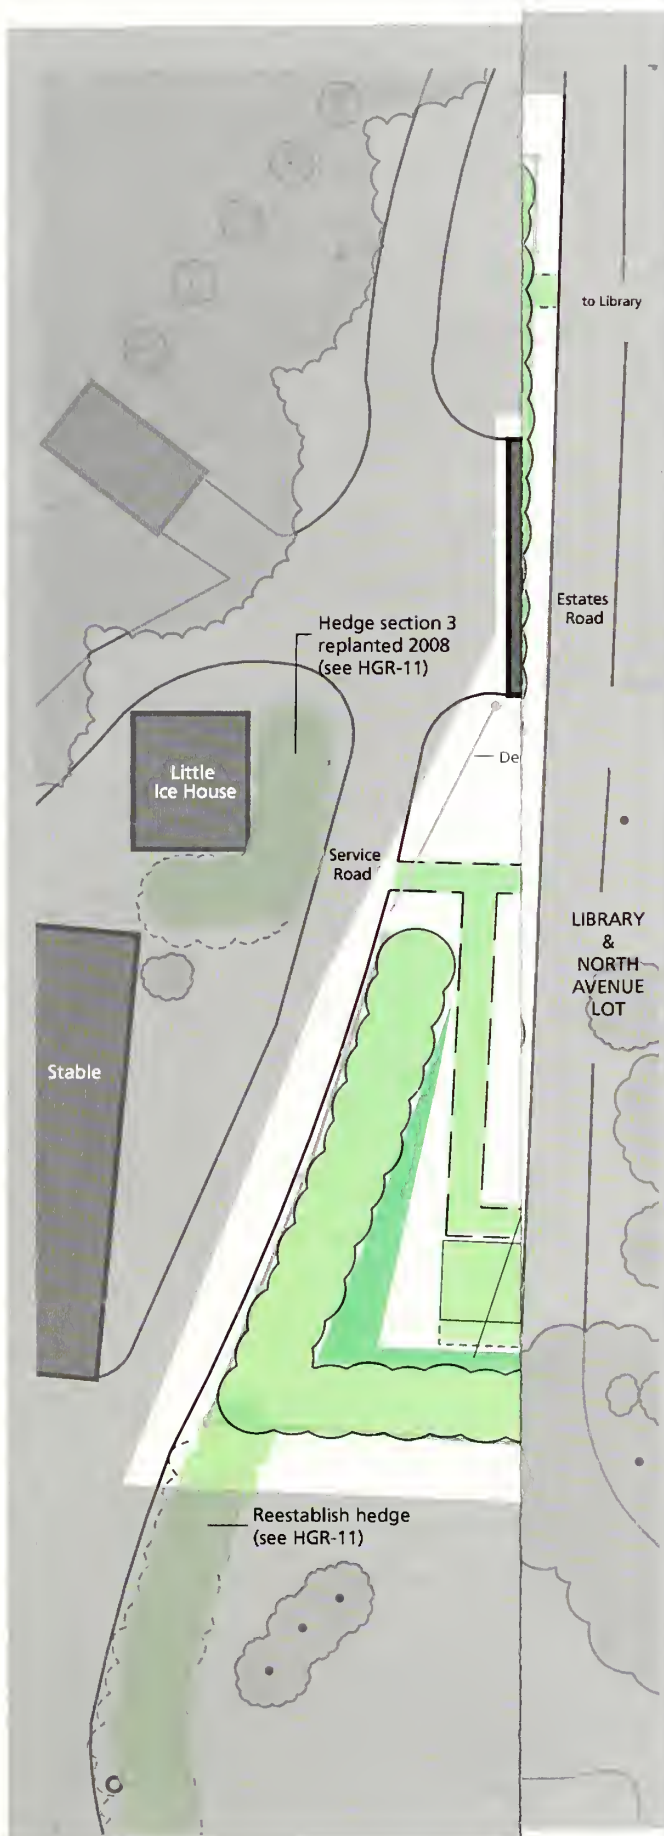 to Library
Estates
Road
Hedge section 3
replanted 2008
(see HGR-11)
Little
Ice House
De
Service
Road
LIBRARY
&
NORTH
AVENUE
LOT
Stable
Reestablish hedge
(see HGR-11)